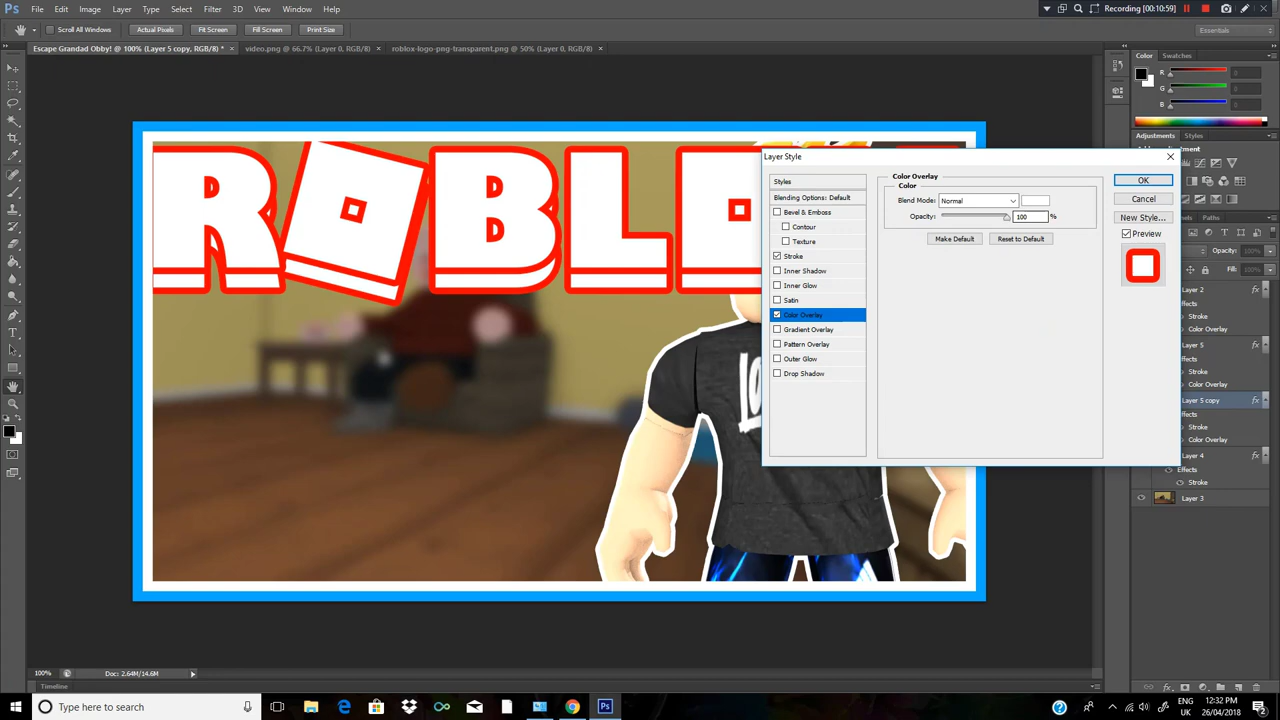 Ps File Edit Image Layer Type Select Filter 3D View Window Help
Recording [00:10:59]
Scroll All Windows Actual Pixels Fit Screen Fill Screen Print Size Essentials
Escape Grandad Obby! @ 100% (Layer 5 copy, RGB/8) * × video.png @ 66.7% (Layer 0, RGB/8) × roblox-logo-png-transparent.png @ 50% (Layer 0, RGB/8) ×
Color Swatches
R
G
B
Adjustments Styles
Paths
Opacity:
Fill:
Layer 2
Effects
Stroke
Color Overlay
Layer 5
Effects
Stroke
Color Overlay
Layer 5 copy
Effects
Stroke
Color Overlay
Layer 4
Effects
Stroke
Layer 3
ROBLO
LO
Layer Style
Styles
Blending Options: Default
Bevel & Emboss
Contour
Texture
Stroke
Inner Shadow
Inner Glow
Satin
Color Overlay
Gradient Overlay
Pattern Overlay
Outer Glow
Drop Shadow
Color Overlay
Color
Blend Mode: Normal
Opacity: 100 %
Make Default Reset to Default
OK
Cancel
New Style...
Preview
100% Doc: 2.64M/14.6M
Timeline
Type here to search
12:32 PM
UK 26/04/2018